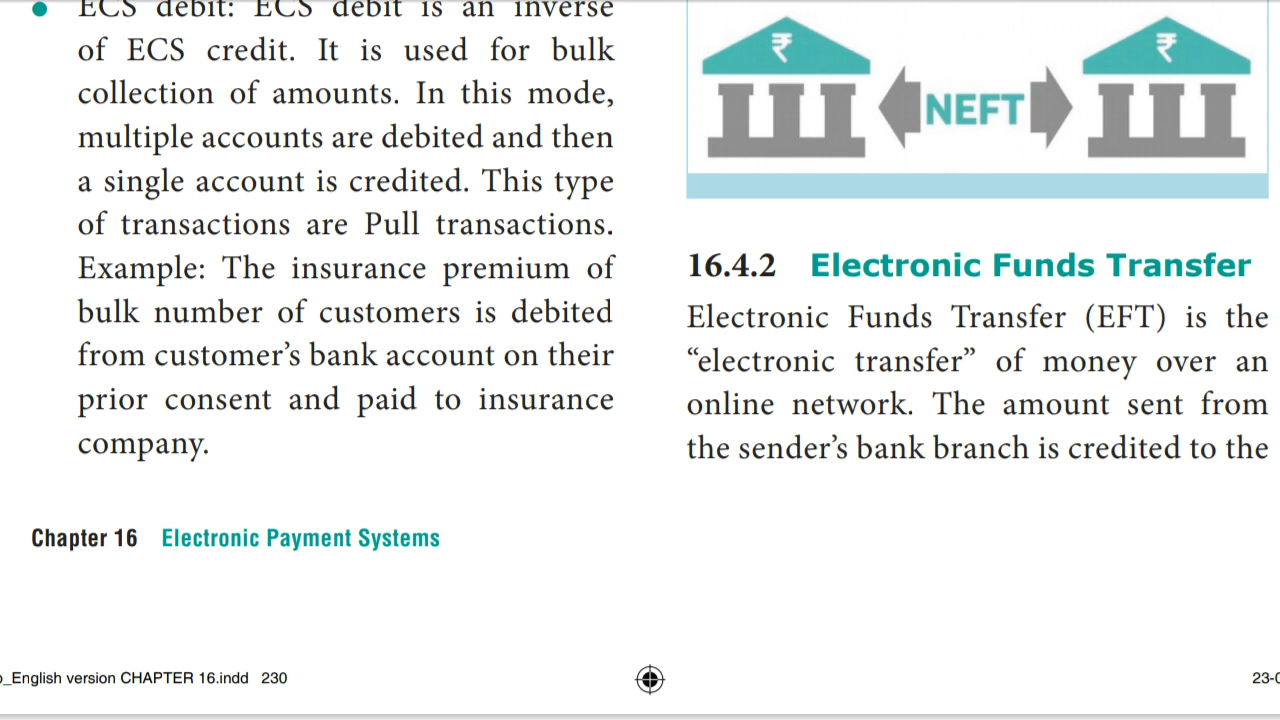 ECS debit: ECS debit is an inverse
of ECS credit. It is used for bulk
collection of amounts. In this mode,
multiple accounts are debited and then
a single account is credited. This type
of transactions are Pull transactions.
Example: The insurance premium of
bulk number of customers is debited
from customer’s bank account on their
prior consent and paid to insurance
company.
₹ ₹
NEFT
16.4.2 Electronic Funds Transfer
Electronic Funds Transfer (EFT) is the
“electronic transfer” of money over an
online network. The amount sent from
the sender’s bank branch is credited to the
Chapter 16 Electronic Payment Systems
_English version CHAPTER 16.indd 230
23-